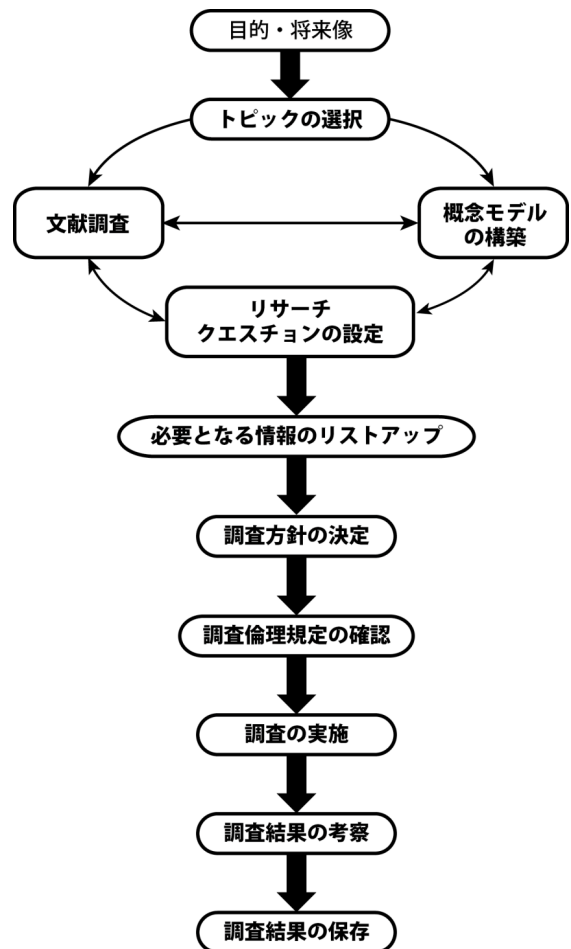 目的・将来像
トピックの選択
文献調査
概念モデル
の構築
リサーチ
クエスチョンの設定
必要となる情報のリストアップ
調査方針の決定
調査倫理規定の確認
調査の実施
調査結果の考察
調査結果の保存